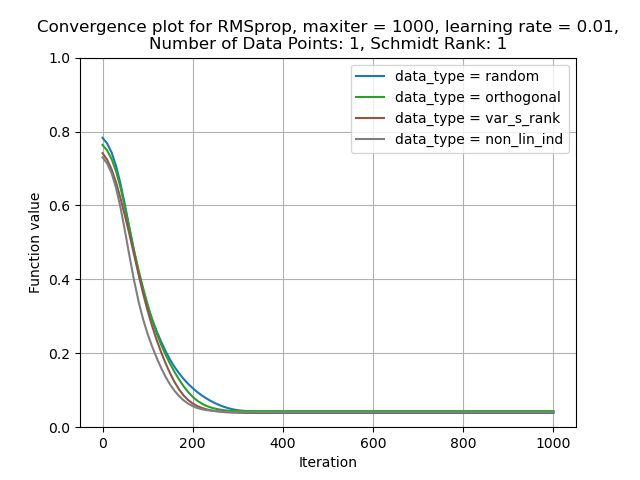 Convergence plot for RMSprop, maxiter = 1000, learning rate = 0.01,
Number of Data Points: 1, Schmidt Rank: 1
1.0
0.8
0.6
0.4
0.2
0.0
Function value
data_type = random
data_type = orthogonal
data_type = var_s_rank
data_type = non_lin_ind
0
200
400
600
800
1000
Iteration